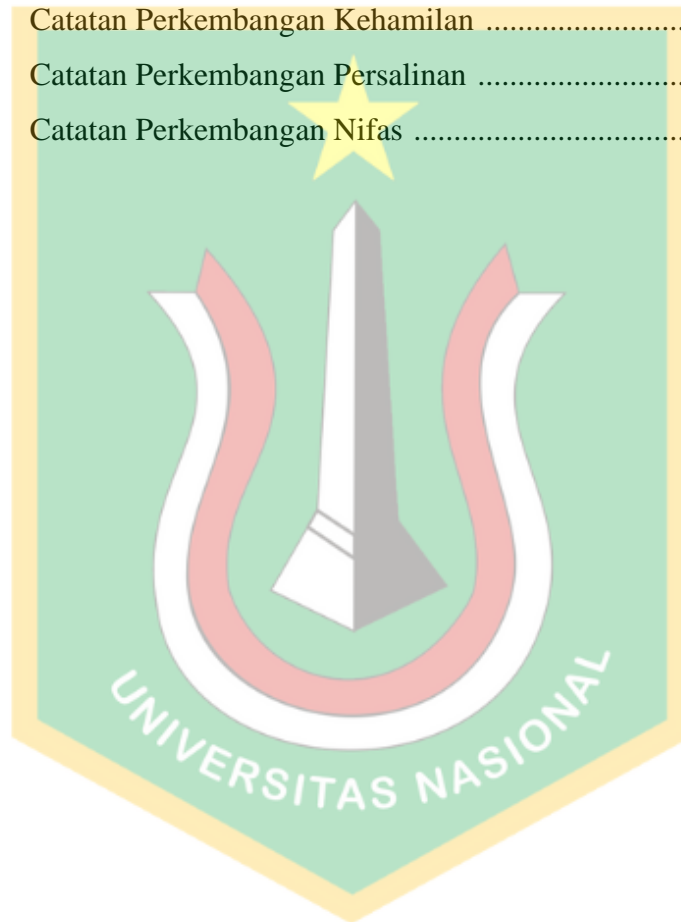 Catatan Perkembangan Kehamilan ..........................
Catatan Perkembangan Persalinan ..........................
Catatan Perkembangan Nifas ..................................
UNIVERSITAS NASIONAL